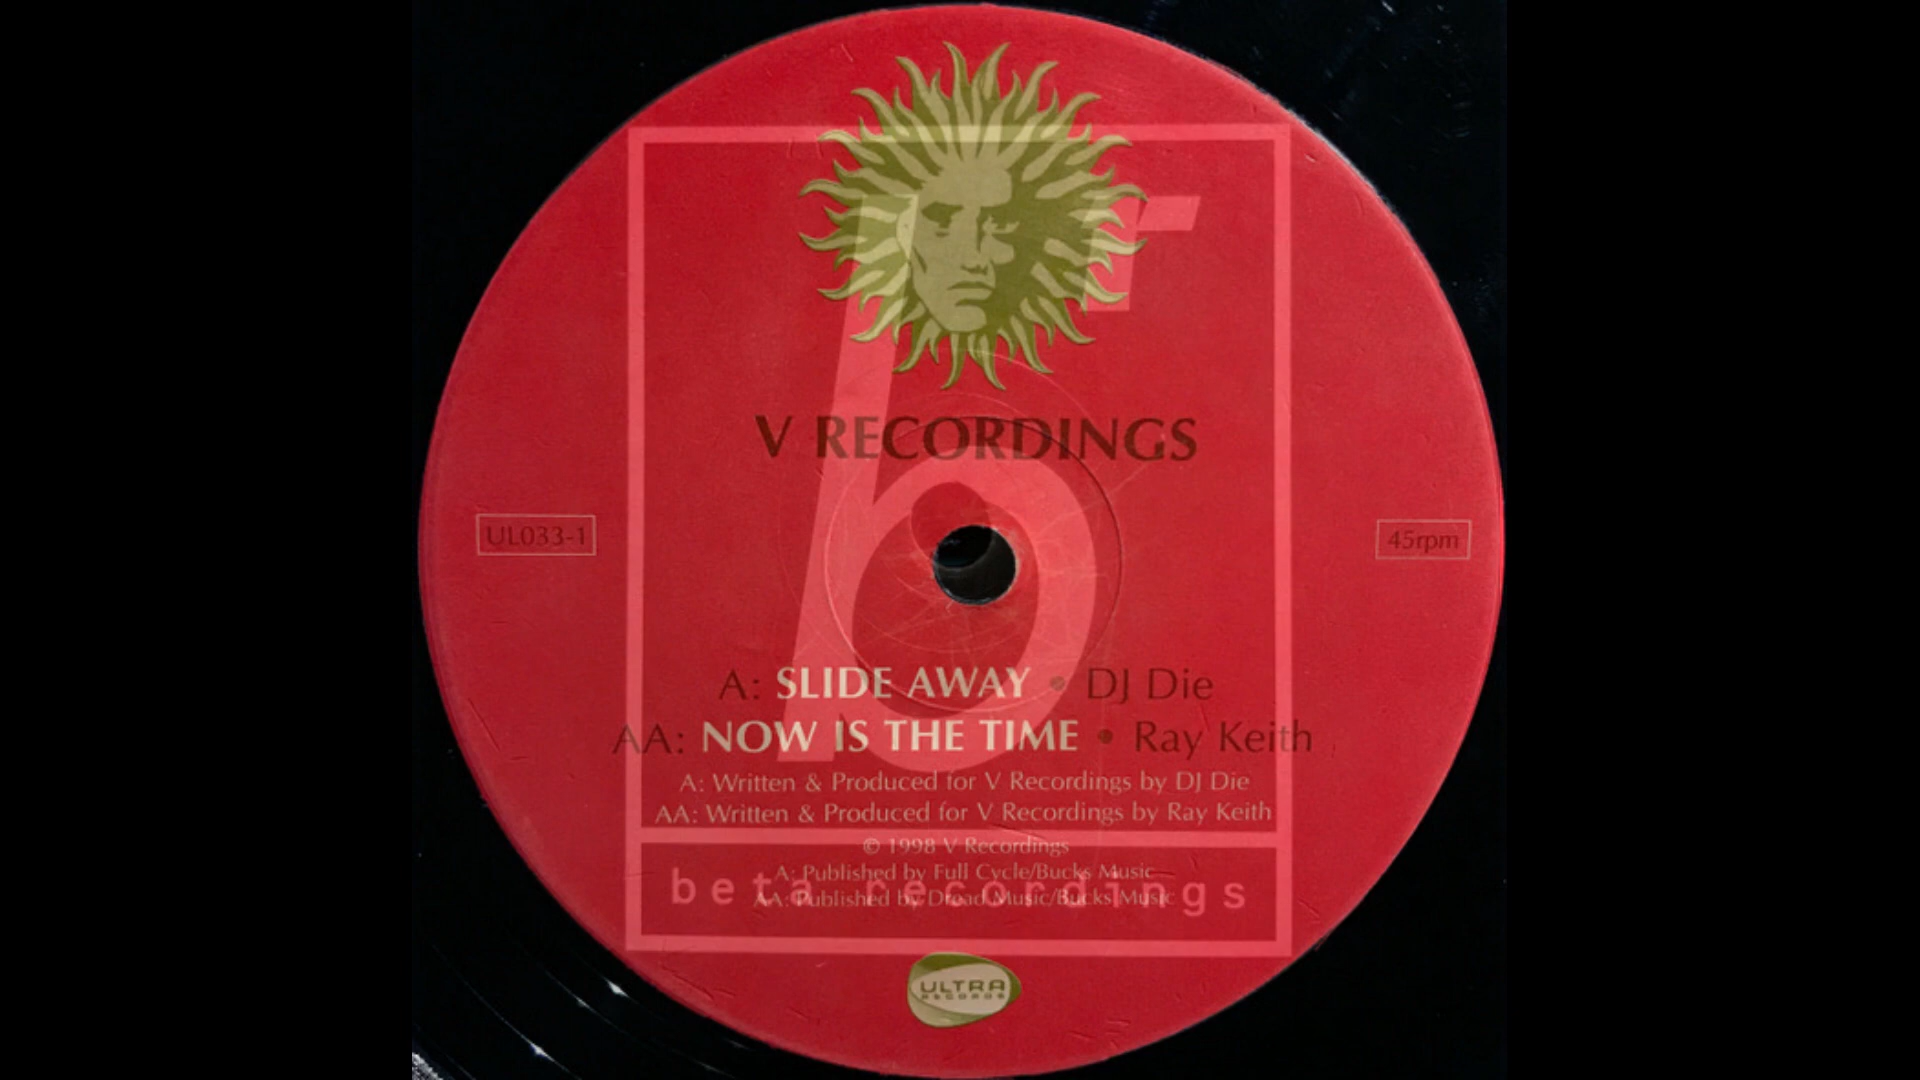 V RECORDINGS
UL033-1
45rpm
A: SLIDE AWAY • DJ Die
AA: NOW IS THE TIME • Ray Keith
A: Written & Produced for V Recordings by DJ Die
AA: Written & Produced for V Recordings by Ray Keith
© 1998 V Recordings
A: Published by Full Cycle/Bucks Music
AA: Published by Dread Music/Bucks Music
b r
beta recordings
ULTRA
RECORDS